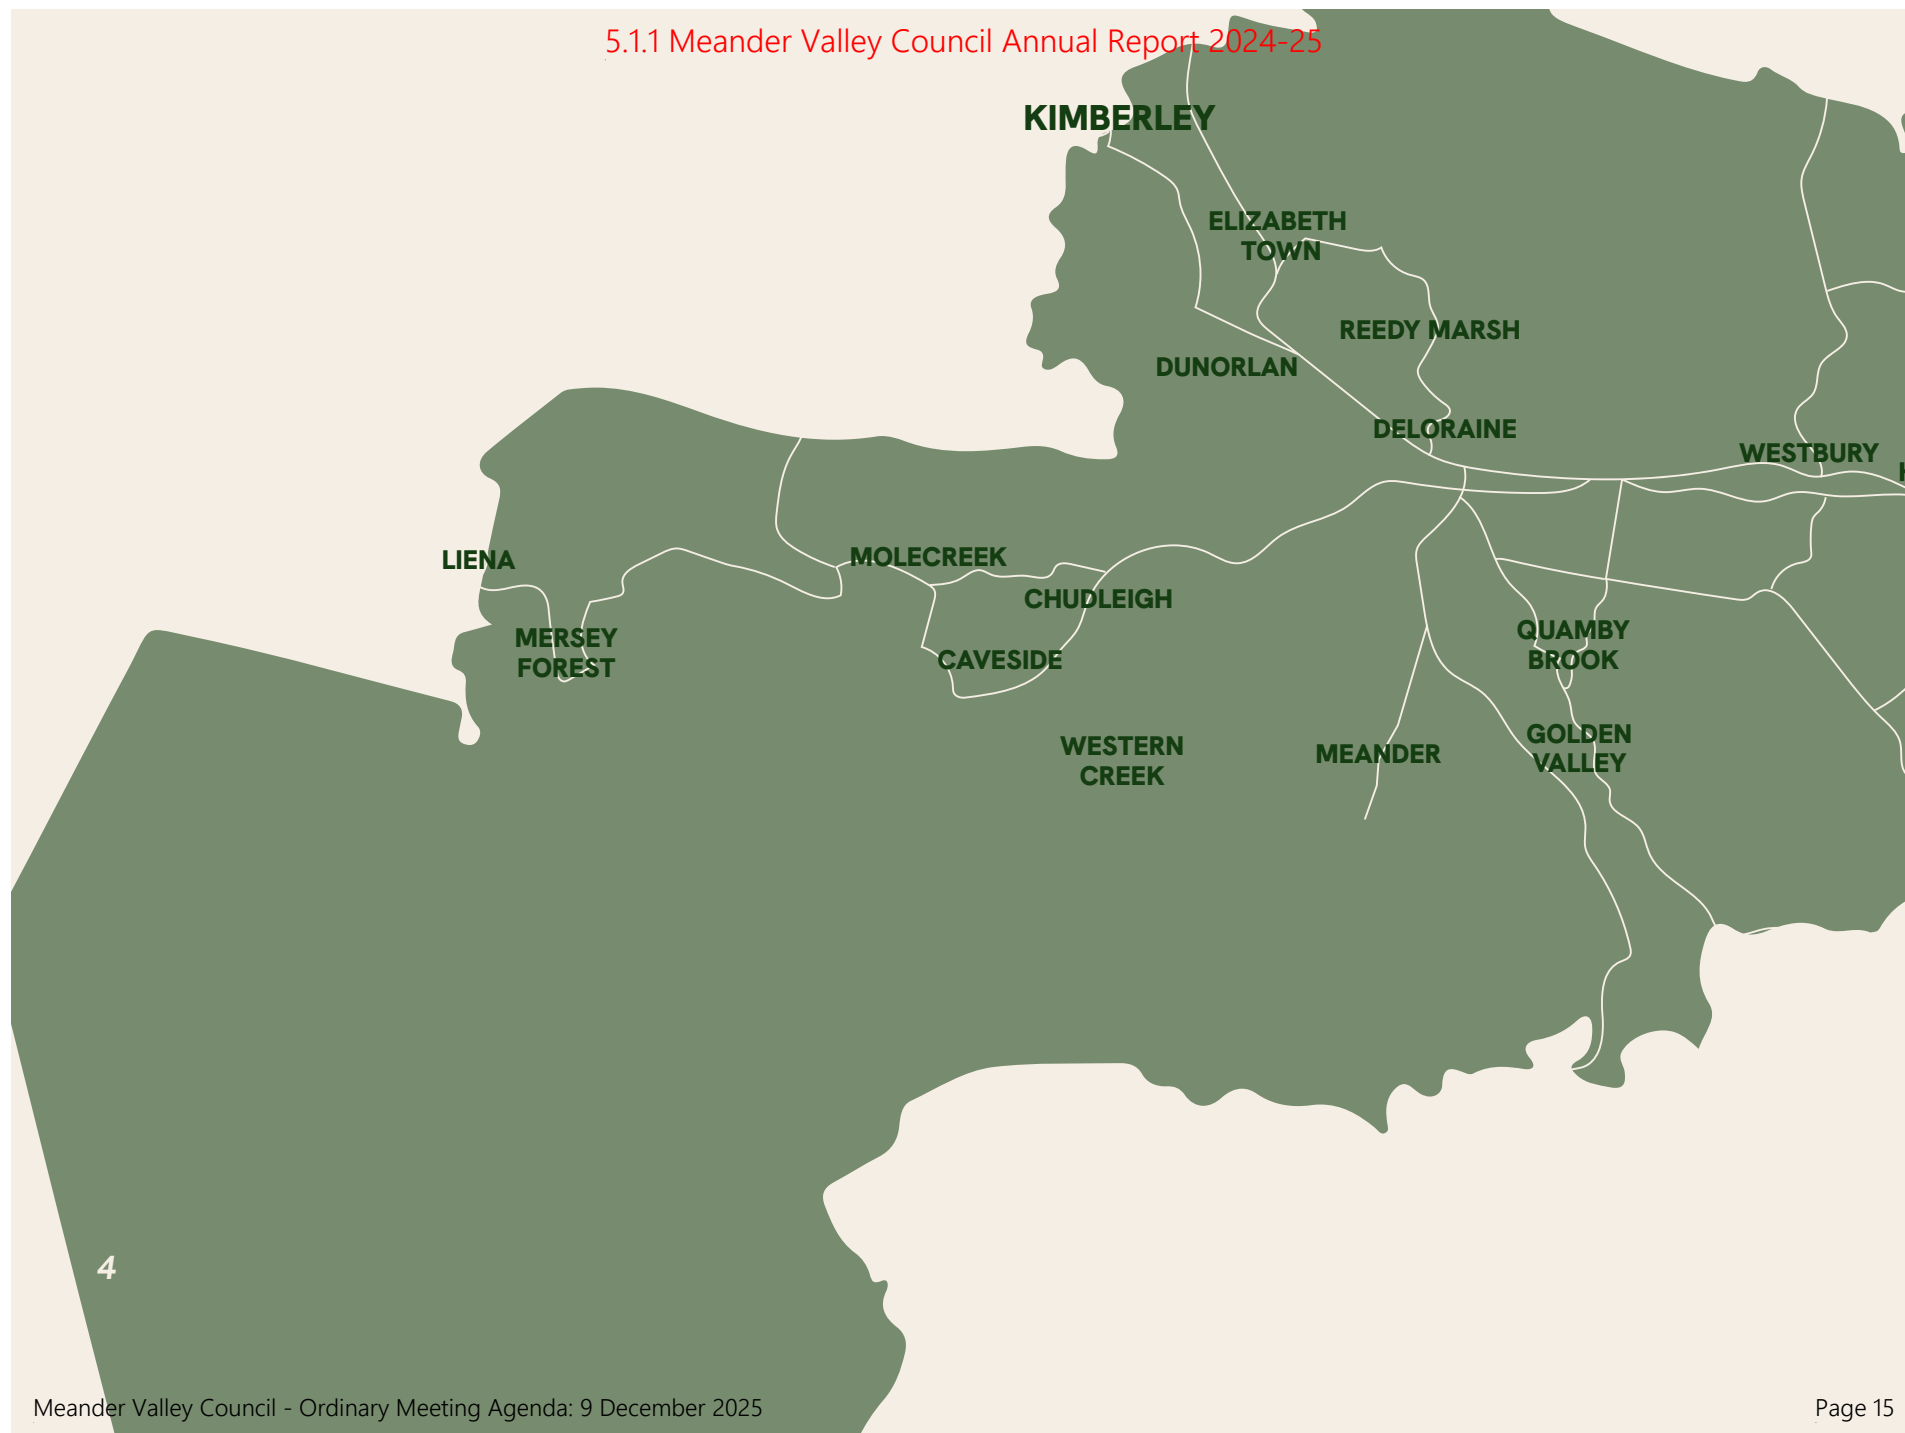 5.1.1 Meander Valley Council Annual Report 2024-25
KIMBERLEY
ELIZABETH
TOWN
REEDY MARSH
DUNORLAN
DELORAINE
WESTBURY
LIENA
MOLECREEK
CHUDLEIGH
MERSEY
FOREST
CAVESIDE
QUAMBY
BROOK
WESTERN
CREEK
MEANDER
GOLDEN
VALLEY
4
Meander Valley Council - Ordinary Meeting Agenda: 9 December 2025
Page 15